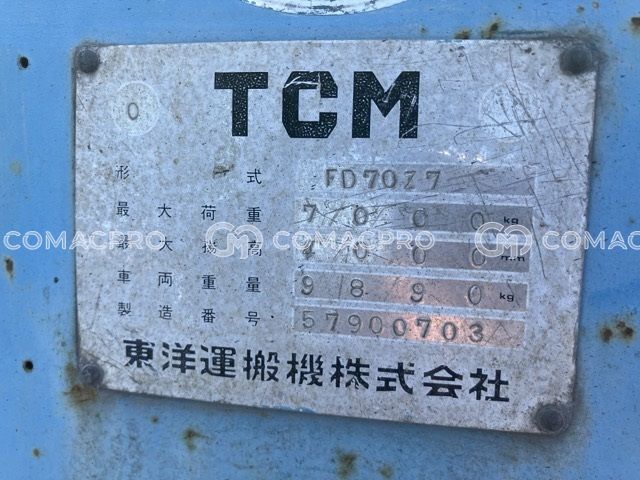 TCM
0
形式 FD70Z7
最大荷重 7000 kg
最大揚高 4000 mm
車両重量 9890 kg
製造番号 57900703
東洋運搬機株式会社
COMACPRO COMACPRO COMACPRO